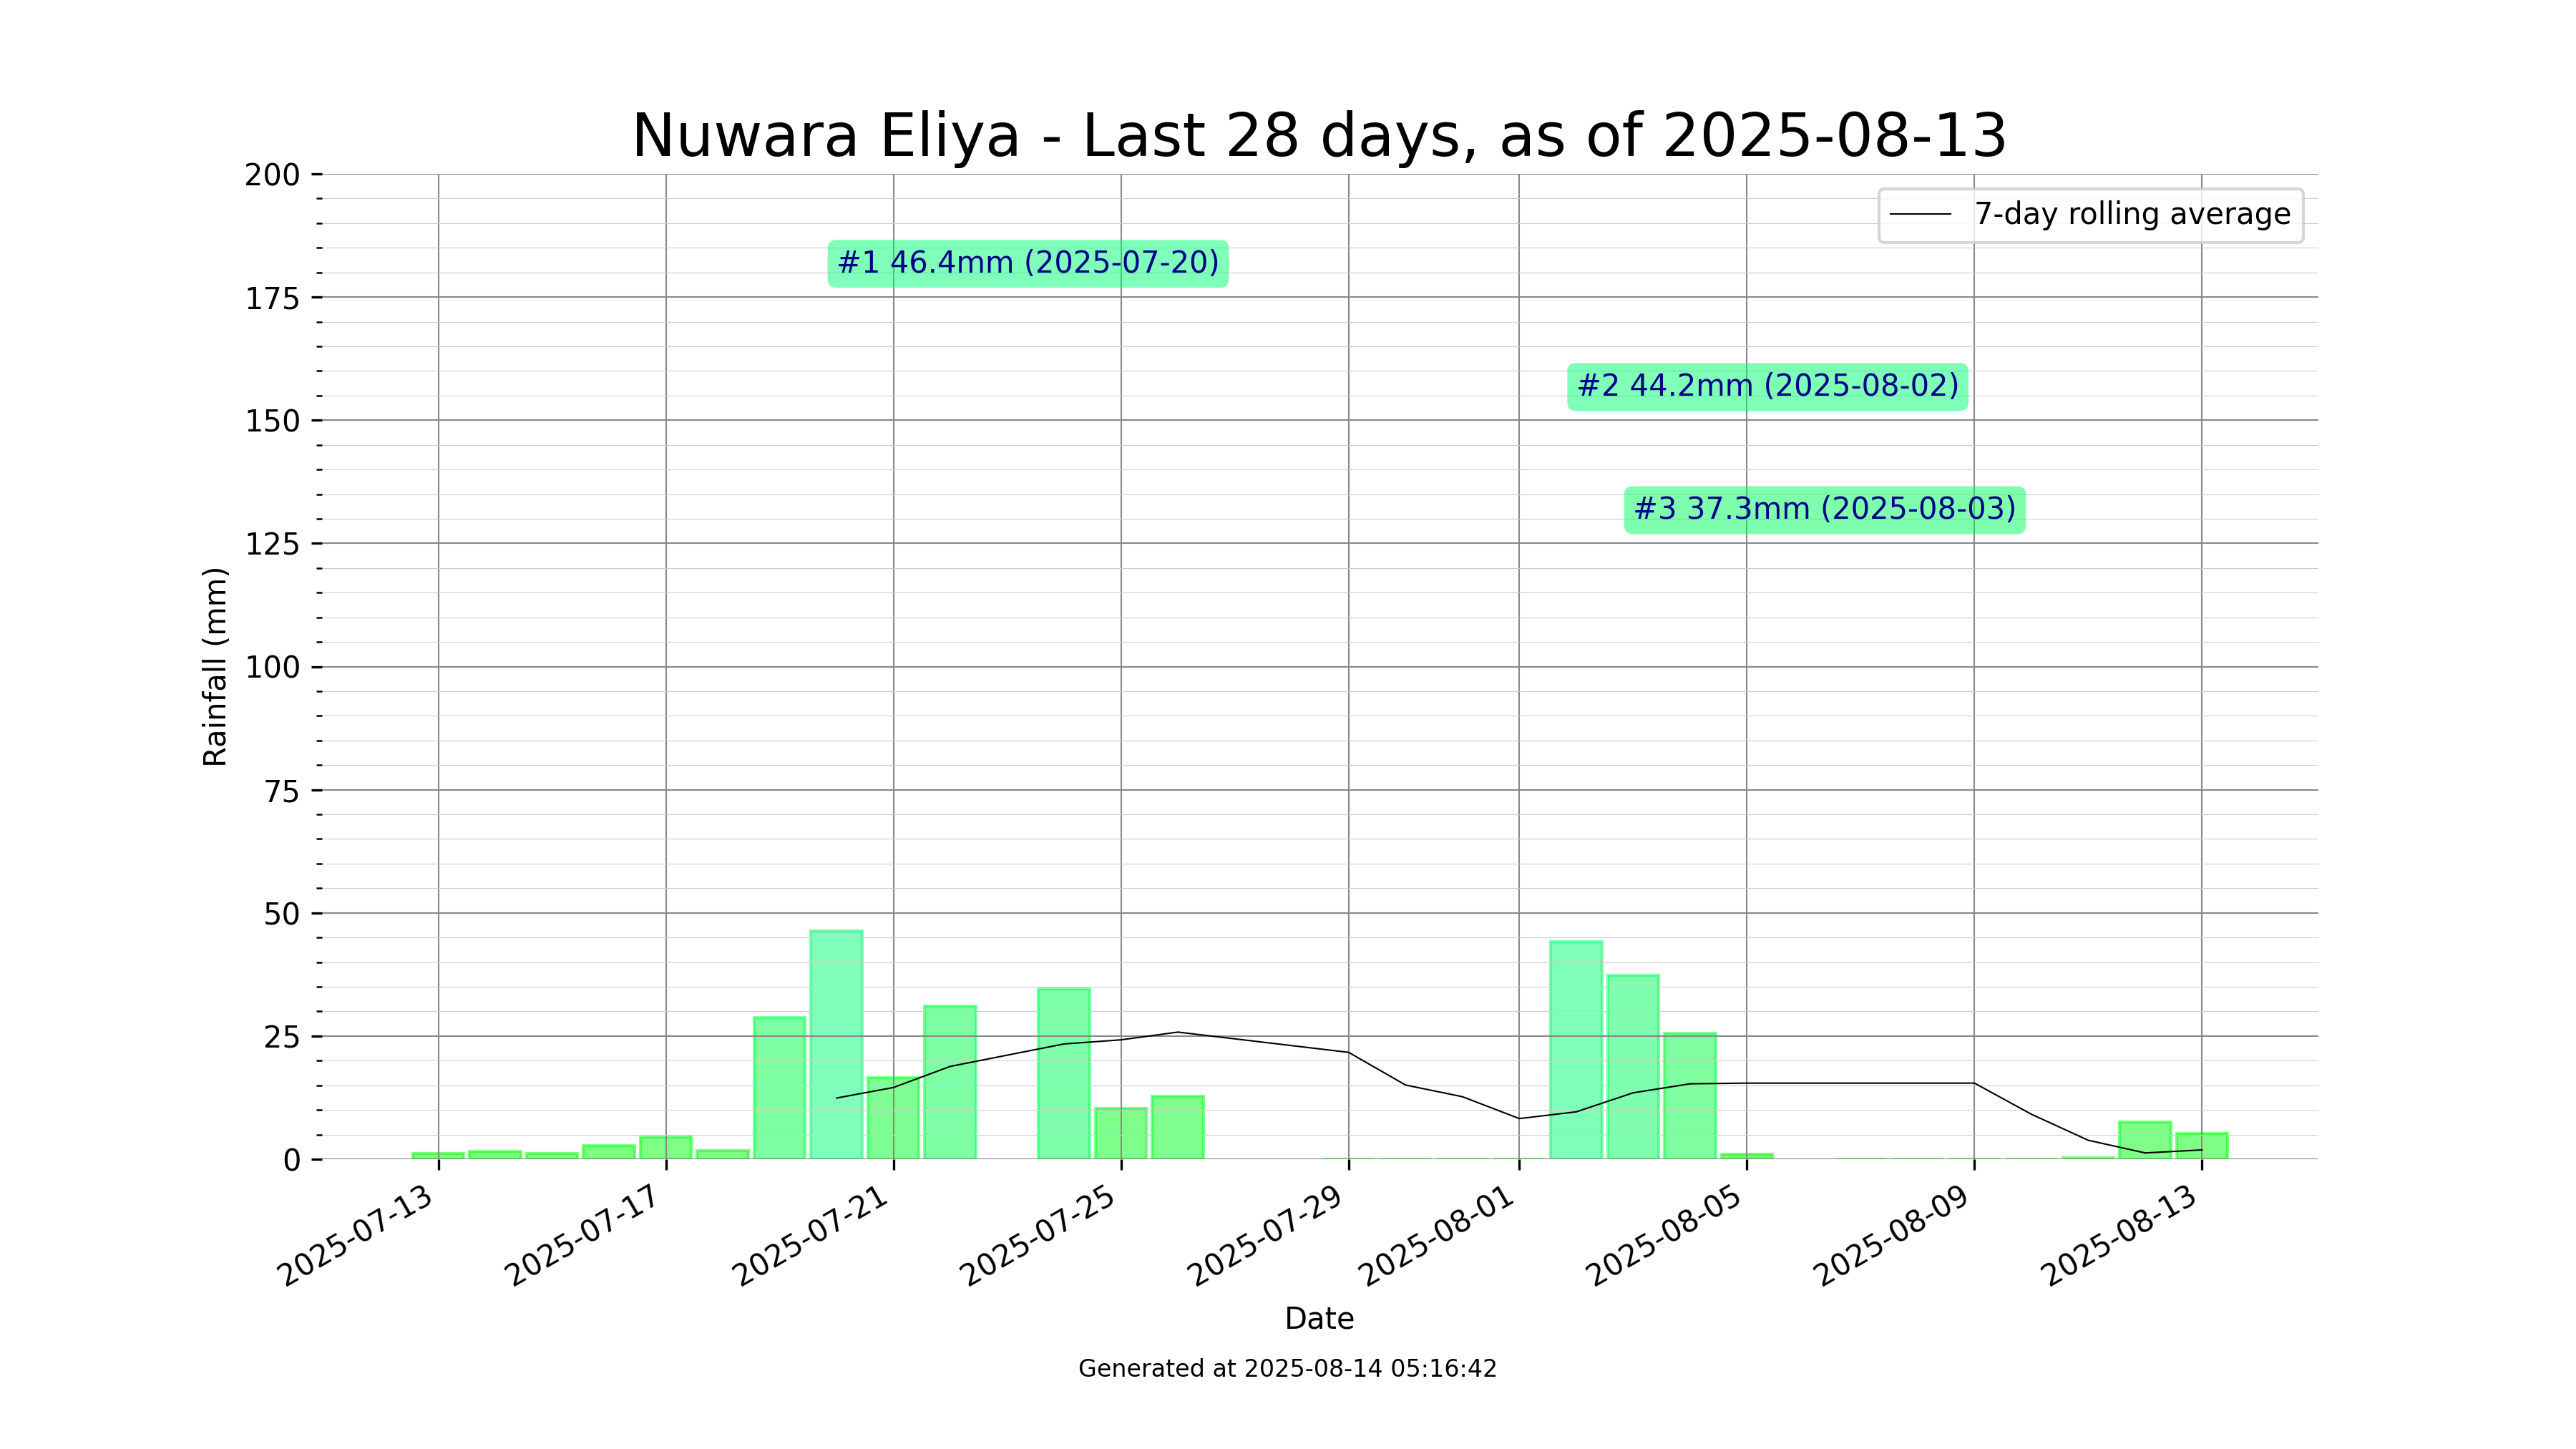 Nuwara Eliya - Last 28 days, as of 2025-08-13
200
175
150
125
100
75
50
25
0
Rainfall (mm)
7-day rolling average
#1 46.4mm (2025-07-20)
#2 44.2mm (2025-08-02)
#3 37.3mm (2025-08-03)
2025-07-13
2025-07-17
2025-07-21
2025-07-25
2025-07-29
2025-08-01
2025-08-05
2025-08-09
2025-08-13
Date
Generated at 2025-08-14 05:16:42